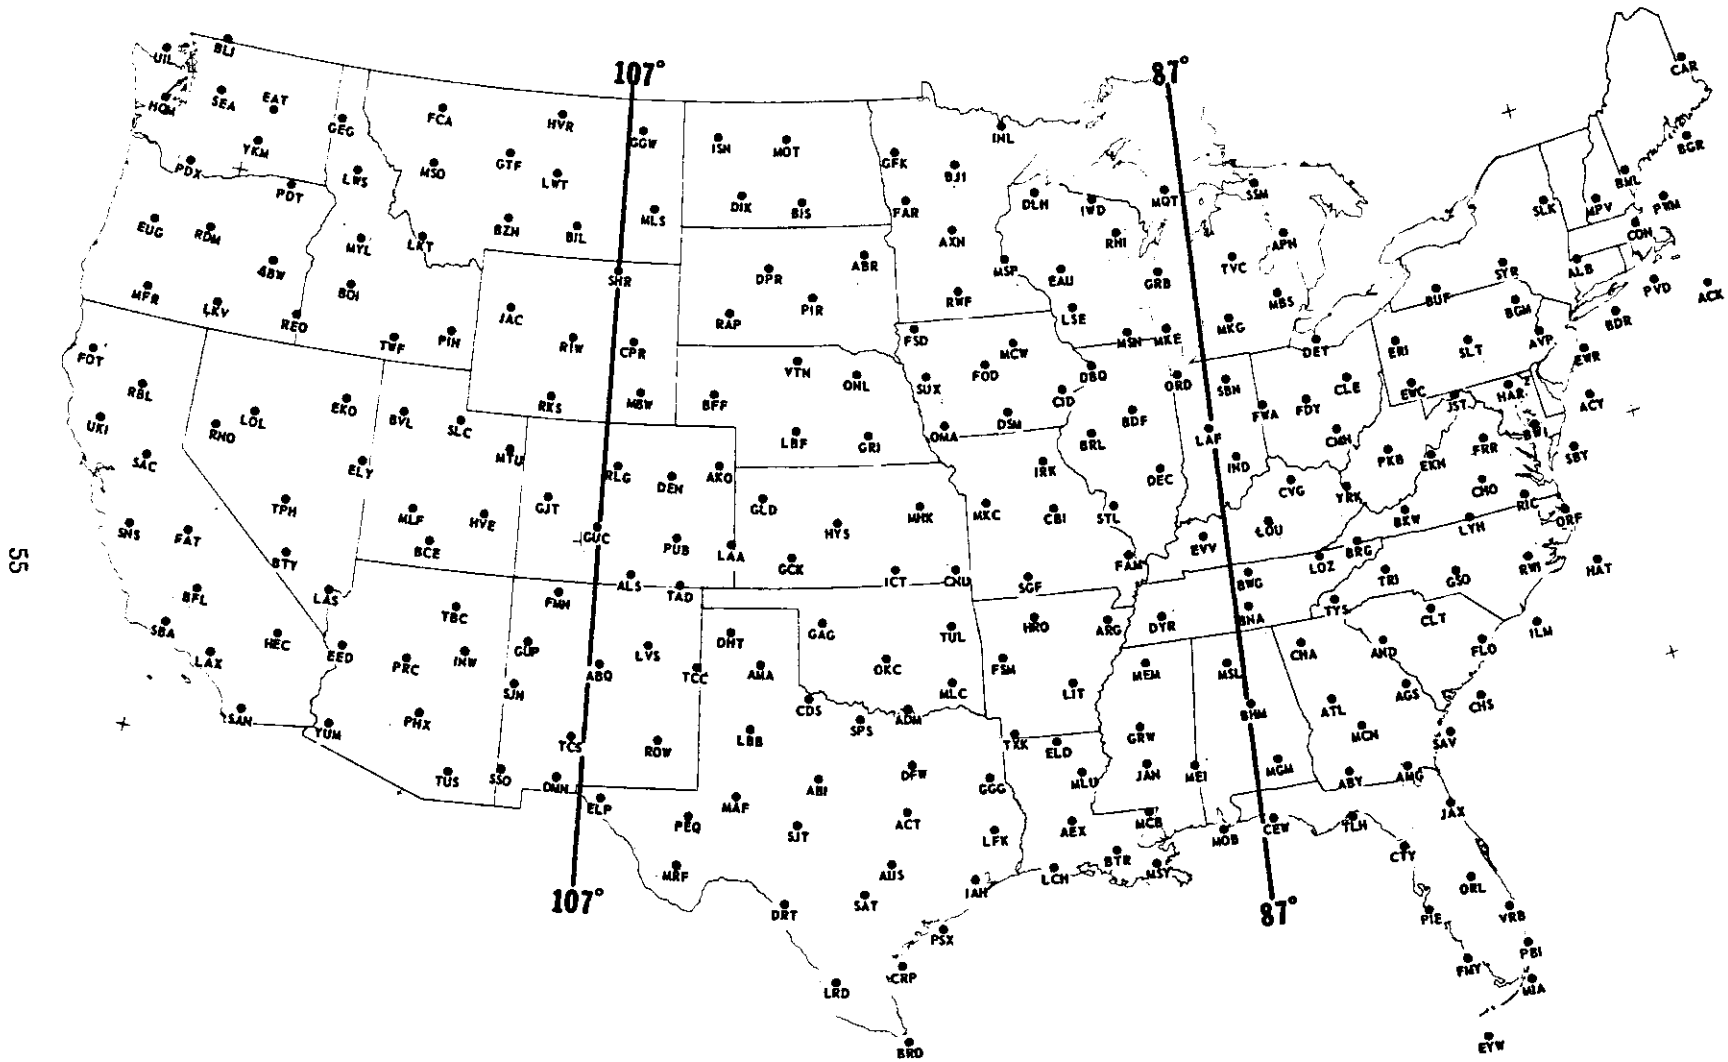 107°
87°
UIL
BLI
HQM
SEA
EAT
GEG
YKM
PDX
PDT
LWS
FCA
HVR
GGW
MSO
GTF
LWT
ISN
MOT
GFK
INL
BJI
CAR
BGR
EUG
RDM
MYL
LKT
BZN
BIL
MLS
DIK
BIS
FAR
DLH
IWD
MQT
SSM
SLK
MPV
BML
PWM
CON
4BW
BOI
MFR
LKV
REO
JAC
SHR
DPR
ABR
AXN
MSP
EAU
RHI
GRB
TVC
APN
SYR
ALB
PVD
ACK
TWF
PIH
RIW
CPR
RAP
PIR
RWF
LSE
MBS
MKG
BUF
BGM
BDR
FOT
RBL
EKO
BVL
SLC
RKS
MBW
BFF
VTN
ONL
FSD
MCW
FOD
SUX
DBQ
MSN
MKE
ORD
SBN
DET
ERI
SLT
AVP
EWR
UKI
SAC
RNO
LOL
ELY
MTU
RLG
DEN
AKO
LBF
GRI
OMA
DSM
CID
BRL
BDF
LAF
FWA
FDY
CLE
CMH
EWC
JST
HAR
ACY
BWI
SBY
SNS
FAT
TPH
MLF
HVE
GJT
GUC
PUB
LAA
GLD
HYS
MHK
MKC
IRK
CBI
STL
DEC
IND
CVG
YRK
PKB
EKN
FRR
CHO
RIC
ORF
BTY
BCE
ALS
TAD
GCK
ICT
CNU
SGF
FAM
EVV
LOU
LOZ
BRG
BKW
LYH
RWI
HAT
BFL
LAS
TBC
FMN
DHT
GAG
TUL
HRO
ARG
DYR
BWG
BNA
TYS
TRI
GSO
CLT
ILM
SBA
LAX
HEC
EED
PRC
INW
GUP
ABQ
LVS
TCC
AMA
OKC
FSM
LIT
MEM
MSL
CHA
AND
FLO
SAN
YUM
PHX
SJN
TCS
ROW
LBB
CDS
SPS
ADM
MLC
TXK
ELD
GRW
BHM
ATL
MCN
AGS
CHS
SAV
TUS
SSO
DMN
ELP
PEQ
MAF
ABI
DFW
GGG
MLU
JAN
MEI
MGM
ABY
AMG
JAX
MRF
SJT
ACT
LFK
AEX
MCB
MOB
CEW
TLH
CTY
DRT
SAT
AUS
IAH
LCH
BTR
MSY
ORL
PIE
VRB
LRD
CRP
PSX
FMY
PBI
MIA
BRO
EYW
107°
87°
55